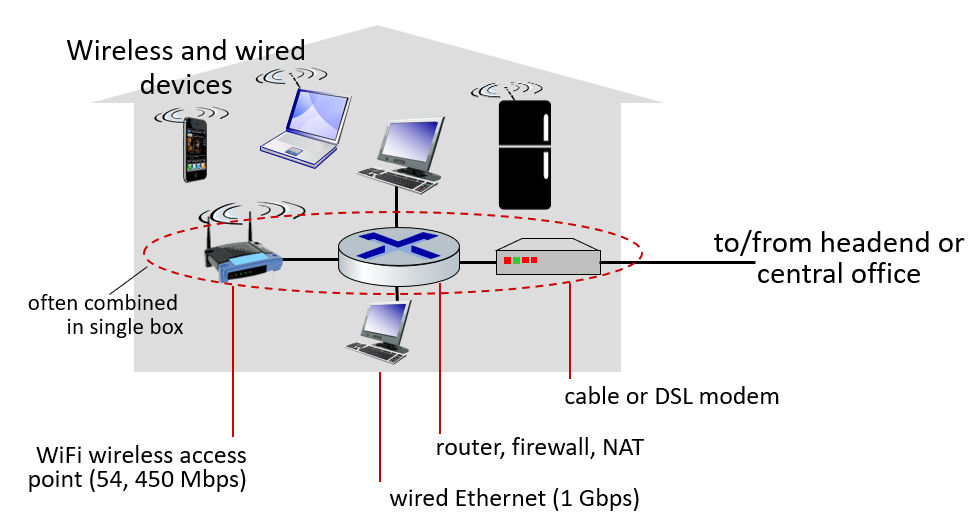 Wireless and wired
devices
to/from headend or
central office
often combined
in single box
cable or DSL modem
router, firewall, NAT
WiFi wireless access
point (54, 450 Mbps)
wired Ethernet (1 Gbps)